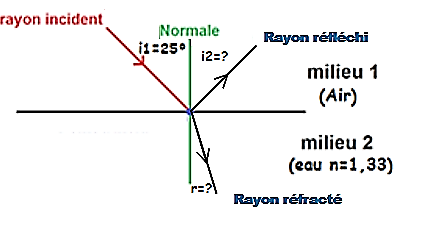 rayon incident
Normale
i1=25°
i2=?
Rayon réfléchi
milieu 1
(Air)
milieu 2
(eau n=1,33)
r=?
Rayon réfracté